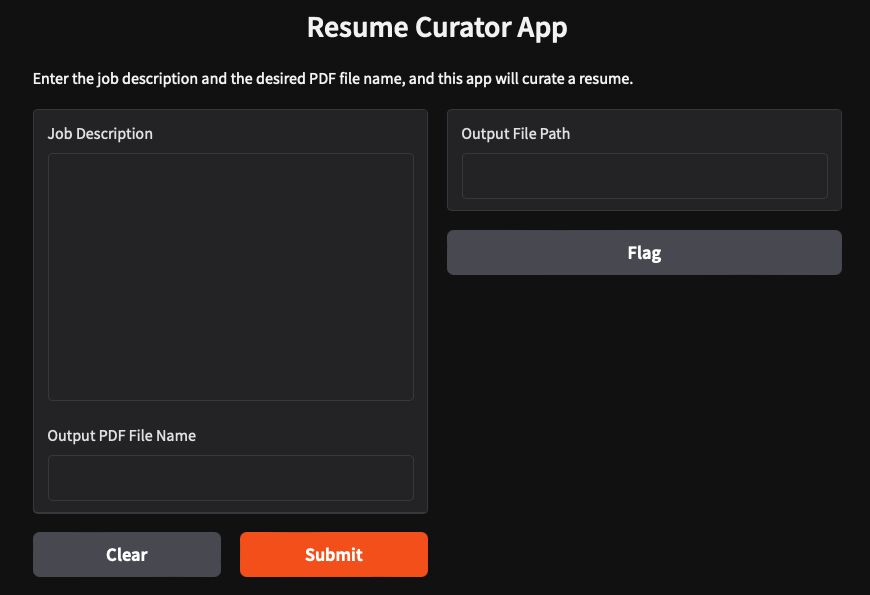 Resume Curator App
Enter the job description and the desired PDF file name, and this app will curate a resume.
Job Description
Output PDF File Name
Clear
Submit
Output File Path
Flag